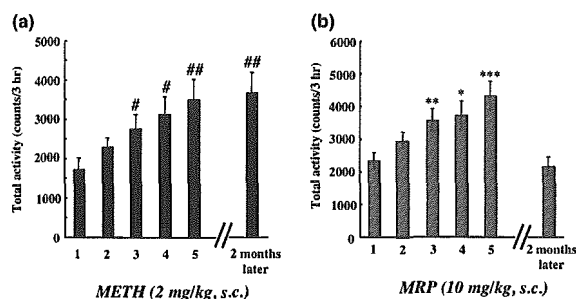 (a)
Total activity (counts/3 hr)
5000
4000
3000
2000
1000
0
#
#
##
##
1 2 3 4 5 2 months
later
METH (2 mg/kg, s.c.)
(b)
Total activity (counts/3 hr)
6000
5000
4000
3000
2000
1000
0
**
*
***
1 2 3 4 5 2 months
later
MRP (10 mg/kg, s.c.)